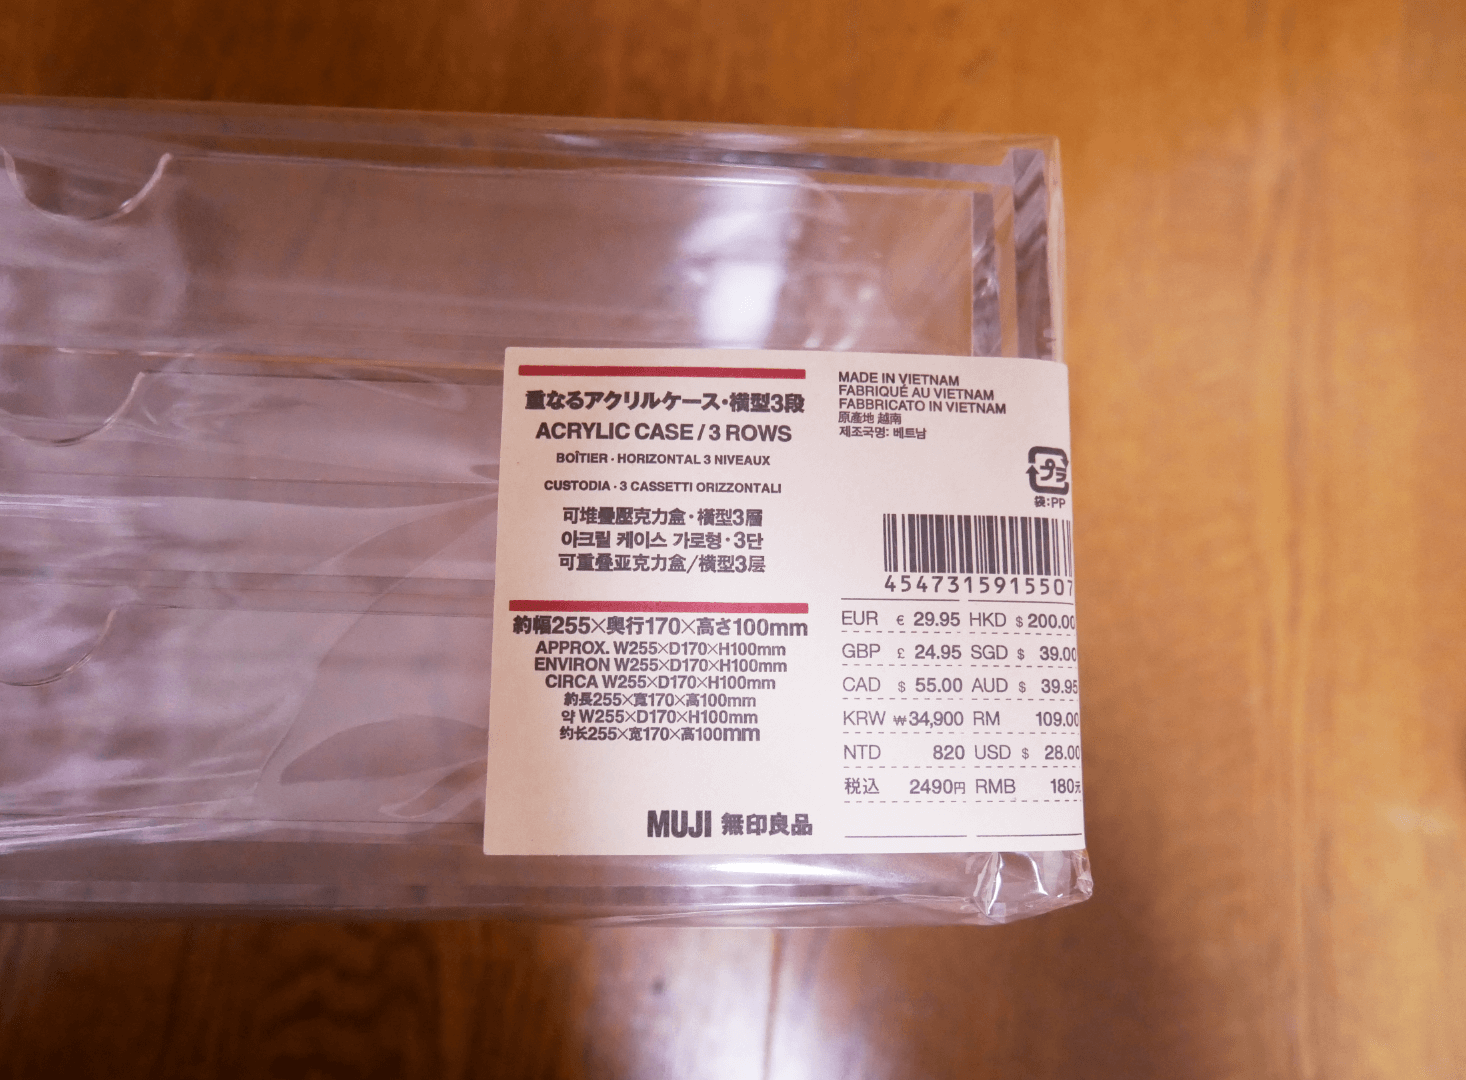 重なるアクリルケース・横型3段
ACRYLIC CASE / 3 ROWS
BOÎTIER · HORIZONTAL 3 NIVEAUX
CUSTODIA · 3 CASSETTI ORIZZONTALI
可堆疊壓克力盒・橫型3層
아크릴 케이스 가로형・3단
可重叠亚克力盒/横型3层
約幅255×奥行170×高さ100mm
APPROX. W255×D170×H100mm
ENVIRON W255×D170×H100mm
CIRCA W255×D170×H100mm
約長255×寬170×高100mm
약 W255×D170×H100mm
约长255×宽170×高100mm
MUJI 無印良品
MADE IN VIETNAM
FABRIQUÉ AU VIETNAM
FABBRICATO IN VIETNAM
原產地 越南
제조국명: 베트남
プラ
袋:PP
4547315915507
EUR € 29.95 HKD $ 200.00
GBP £ 24.95 SGD $ 39.00
CAD $ 55.00 AUD $ 39.95
KRW ₩34,900 RM 109.00
NTD 820 USD $ 28.00
税込 2490円 RMB 180元